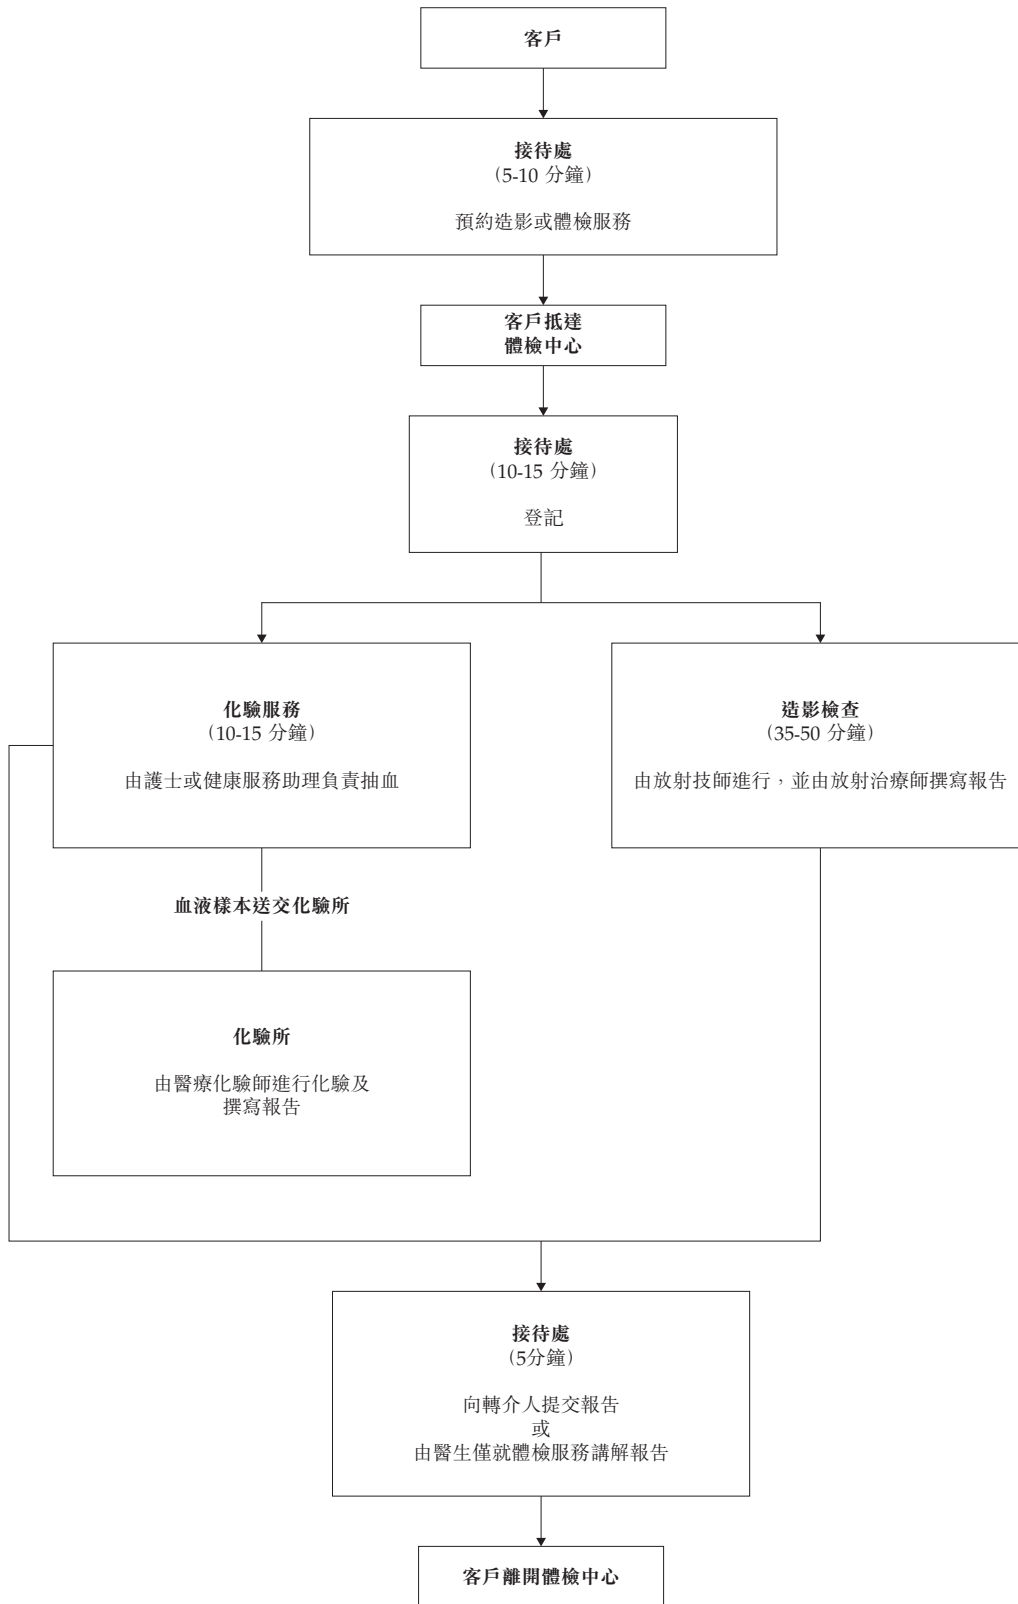 客戶
接待處
（5-10 分鐘）
預約造影或體檢服務
客戶抵達
體檢中心
接待處
（10-15 分鐘）
登記
化驗服務
（10-15 分鐘）
由護士或健康服務助理負責抽血
造影檢查
（35-50 分鐘）
由放射技師進行，並由放射治療師撰寫報告
血液樣本送交化驗所
化驗所
由醫療化驗師進行化驗及
撰寫報告
接待處
（5分鐘）
向轉介人提交報告
或
由醫生僅就體檢服務講解報告
客戶離開體檢中心